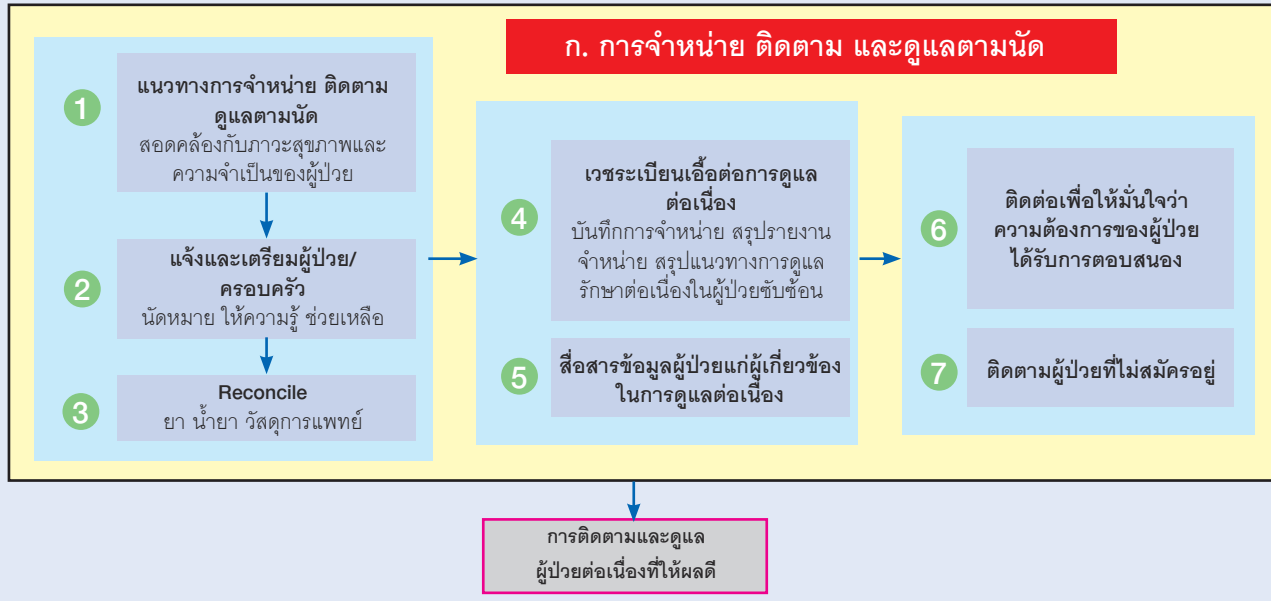 ก. การจำหน่าย ติดตาม และดูแลตามนัด
1
แนวทางการจำหน่าย ติดตาม
ดูแลตามนัด
สอดคล้องกับภาวะสุขภาพและ
ความจำเป็นของผู้ป่วย
2
แจ้งและเตรียมผู้ป่วย/
ครอบครัว
นัดหมาย ให้ความรู้ ช่วยเหลือ
3
Reconcile
ยา น้ำยา วัสดุการแพทย์
4
เวชระเบียนเอื้อต่อการดูแล
ต่อเนื่อง
บันทึกการจำหน่าย สรุปรายงาน
จำหน่าย สรุปแนวทางการดูแล
รักษาต่อเนื่องในผู้ป่วยซับซ้อน
5
สื่อสารข้อมูลผู้ป่วยแก่ผู้เกี่ยวข้อง
ในการดูแลต่อเนื่อง
6
ติดต่อเพื่อให้มั่นใจว่า
ความต้องการของผู้ป่วย
ได้รับการตอบสนอง
7
ติดตามผู้ป่วยที่ไม่สมัครอยู่
การติดตามและดูแล
ผู้ป่วยต่อเนื่องที่ให้ผลดี